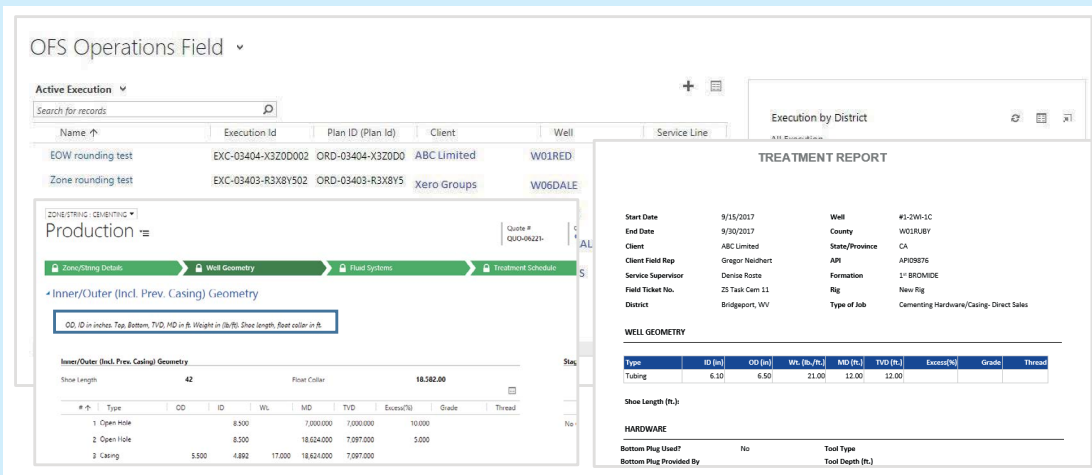 OFS Operations Field
Active Execution
Search for records
Name Execution Id Plan ID (Plan Id) Client Well Service Line
EOW rounding test EXC-03404-X3Z0D002 ORD-03404-X3Z0D0 ABC Limited W01RED
Zone rounding test EXC-03403-R3X8Y502 ORD-03403-R3X8Y5 Xero Groups W06DALE
Execution by District
All Execution
ZONE/STRING : CEMENTING
Production
Quote #
QUO-06221-
Zone/String Details Well Geometry Fluid Systems Treatment Schedule
Inner/Outer (Incl. Prev. Casing) Geometry
OD, ID in inches. Top, Bottom, TVD, MD in ft. Weight in (lb/ft). Shoe length, float collar in ft.
Inner/Outer (Incl. Prev. Casing) Geometry
Shoe Length 42 Float Collar 18,582.00
# Type OD ID Wt. MD TVD Excess(%) Grade Thread
1 Open Hole 8.500 7,000.000 7,000.000 10.000
2 Open Hole 8.500 18,624.000 7,097.000 5.000
3 Casing 5.500 4.892 17.000 18,624.000 7,097.000
TREATMENT REPORT
Start Date 9/15/2017 Well #1-2WI-1C
End Date 9/30/2017 County W01RUBY
Client ABC Limited State/Province CA
Client Field Rep Gregor Neidhert API API09876
Service Supervisor Denise Roste Formation 1st BROMIDE
Field Ticket No. ZS Task Cem 11 Rig New Rig
District Bridgeport, WV Type of Job Cementing Hardware/Casing- Direct Sales
WELL GEOMETRY
Type ID (in) OD (in) Wt. (lb./ft.) MD (ft.) TVD (ft.) Excess(%) Grade Thread
Tubing 6.10 6.50 21.00 12.00 12.00
Shoe Length (ft.):
HARDWARE
Bottom Plug Used? No Tool Type
Bottom Plug Provided By Tool Depth (ft.)